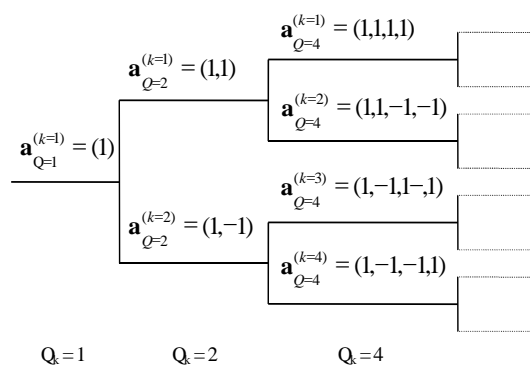 a_{Q=4}^{(k=1)} = (1,1,1,1)
a_{Q=2}^{(k=1)} = (1,1)
a_{Q=4}^{(k=2)} = (1,1,−1,−1)
a_{Q=1}^{(k=1)} = (1)
a_{Q=4}^{(k=3)} = (1,−1,1−,1)
a_{Q=2}^{(k=2)} = (1,−1)
a_{Q=4}^{(k=4)} = (1,−1,−1,1)
Q_k = 1 Q_k = 2 Q_k = 4